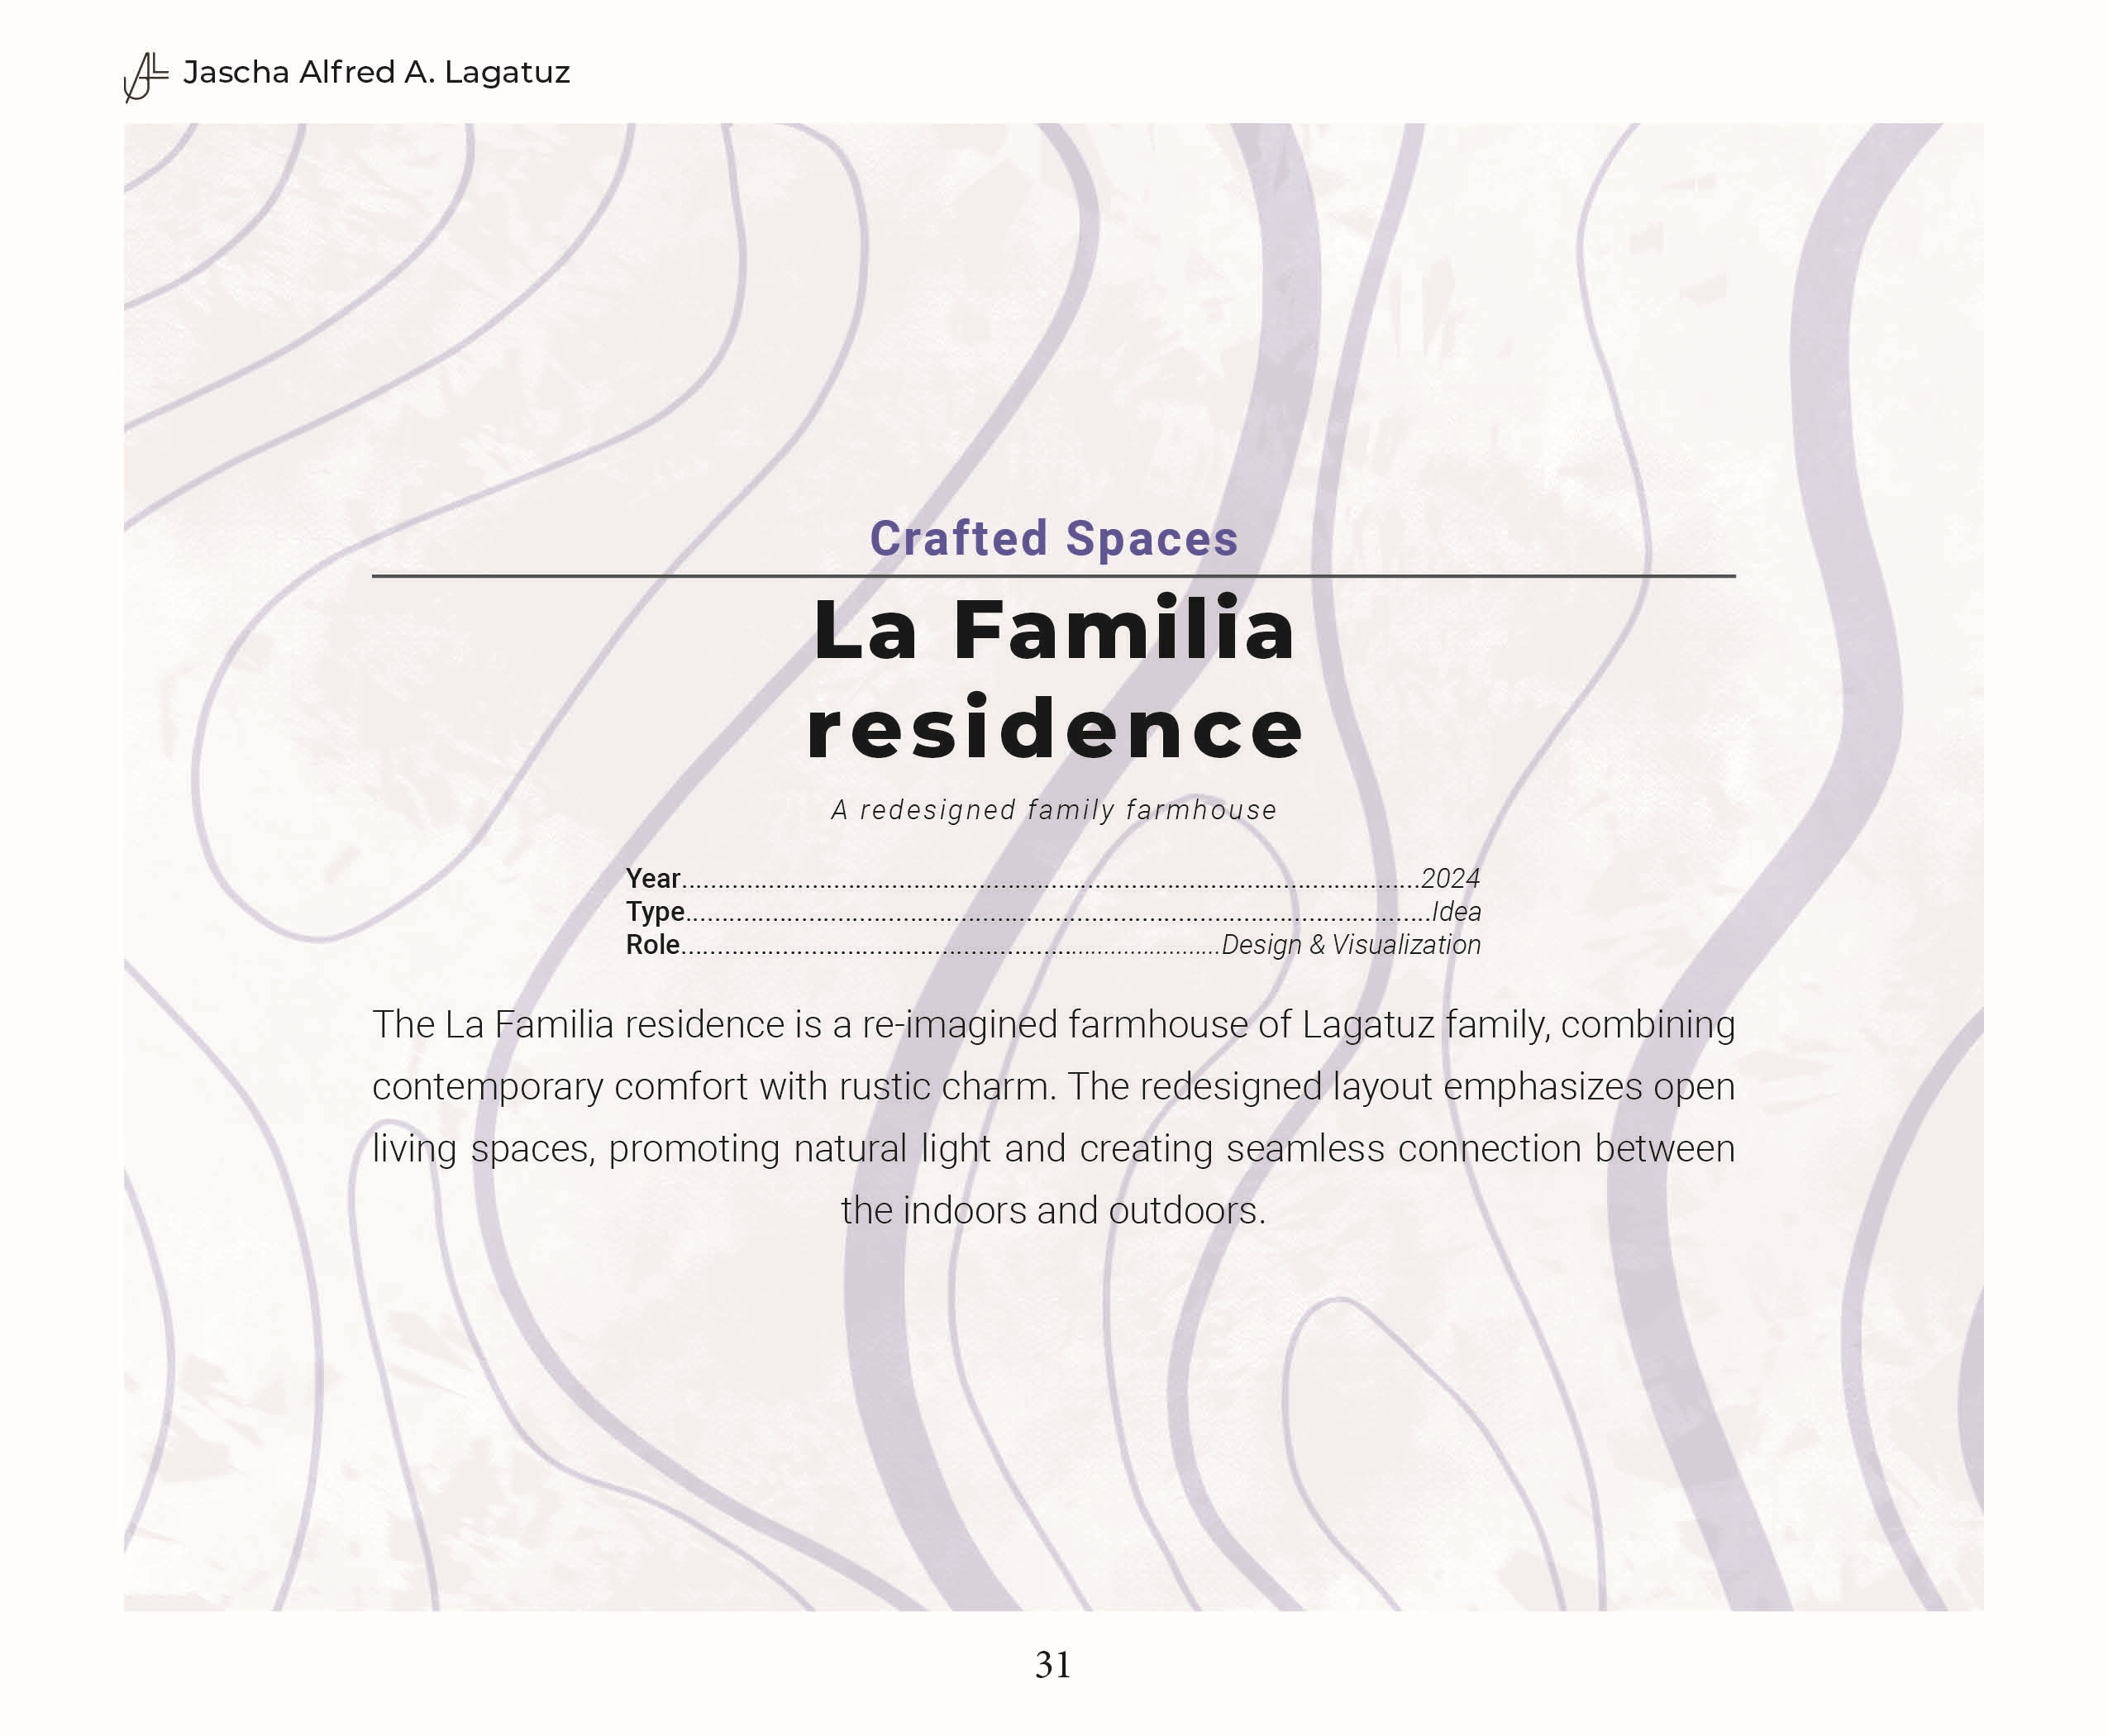 Jascha Alfred A. Lagatuz
Crafted Spaces
La Familia
residence
A redesigned family farmhouse
Year......................................................................................................2024
Type.......................................................................................................Idea
Role...........................................................................Design & Visualization
The La Familia residence is a re-imagined farmhouse of Lagatuz family, combining
contemporary comfort with rustic charm. The redesigned layout emphasizes open
living spaces, promoting natural light and creating seamless connection between
the indoors and outdoors.
31